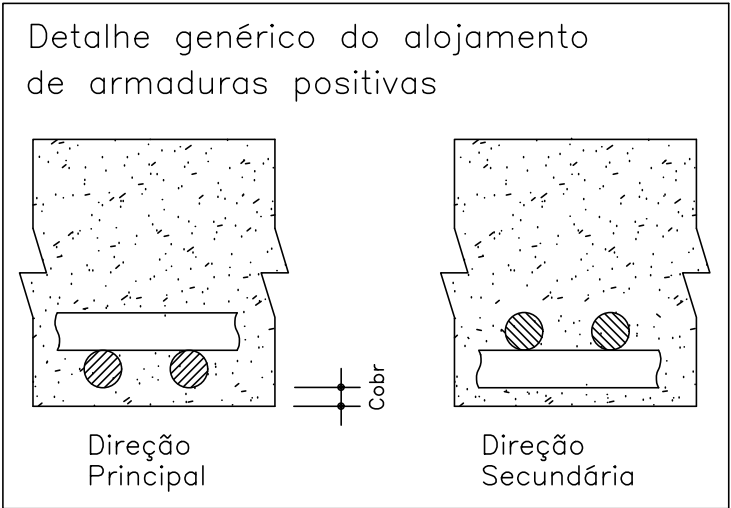 Detalhe genérico do alojamento
de armaduras positivas
Cobr
Direção
Principal
Direção
Secundária